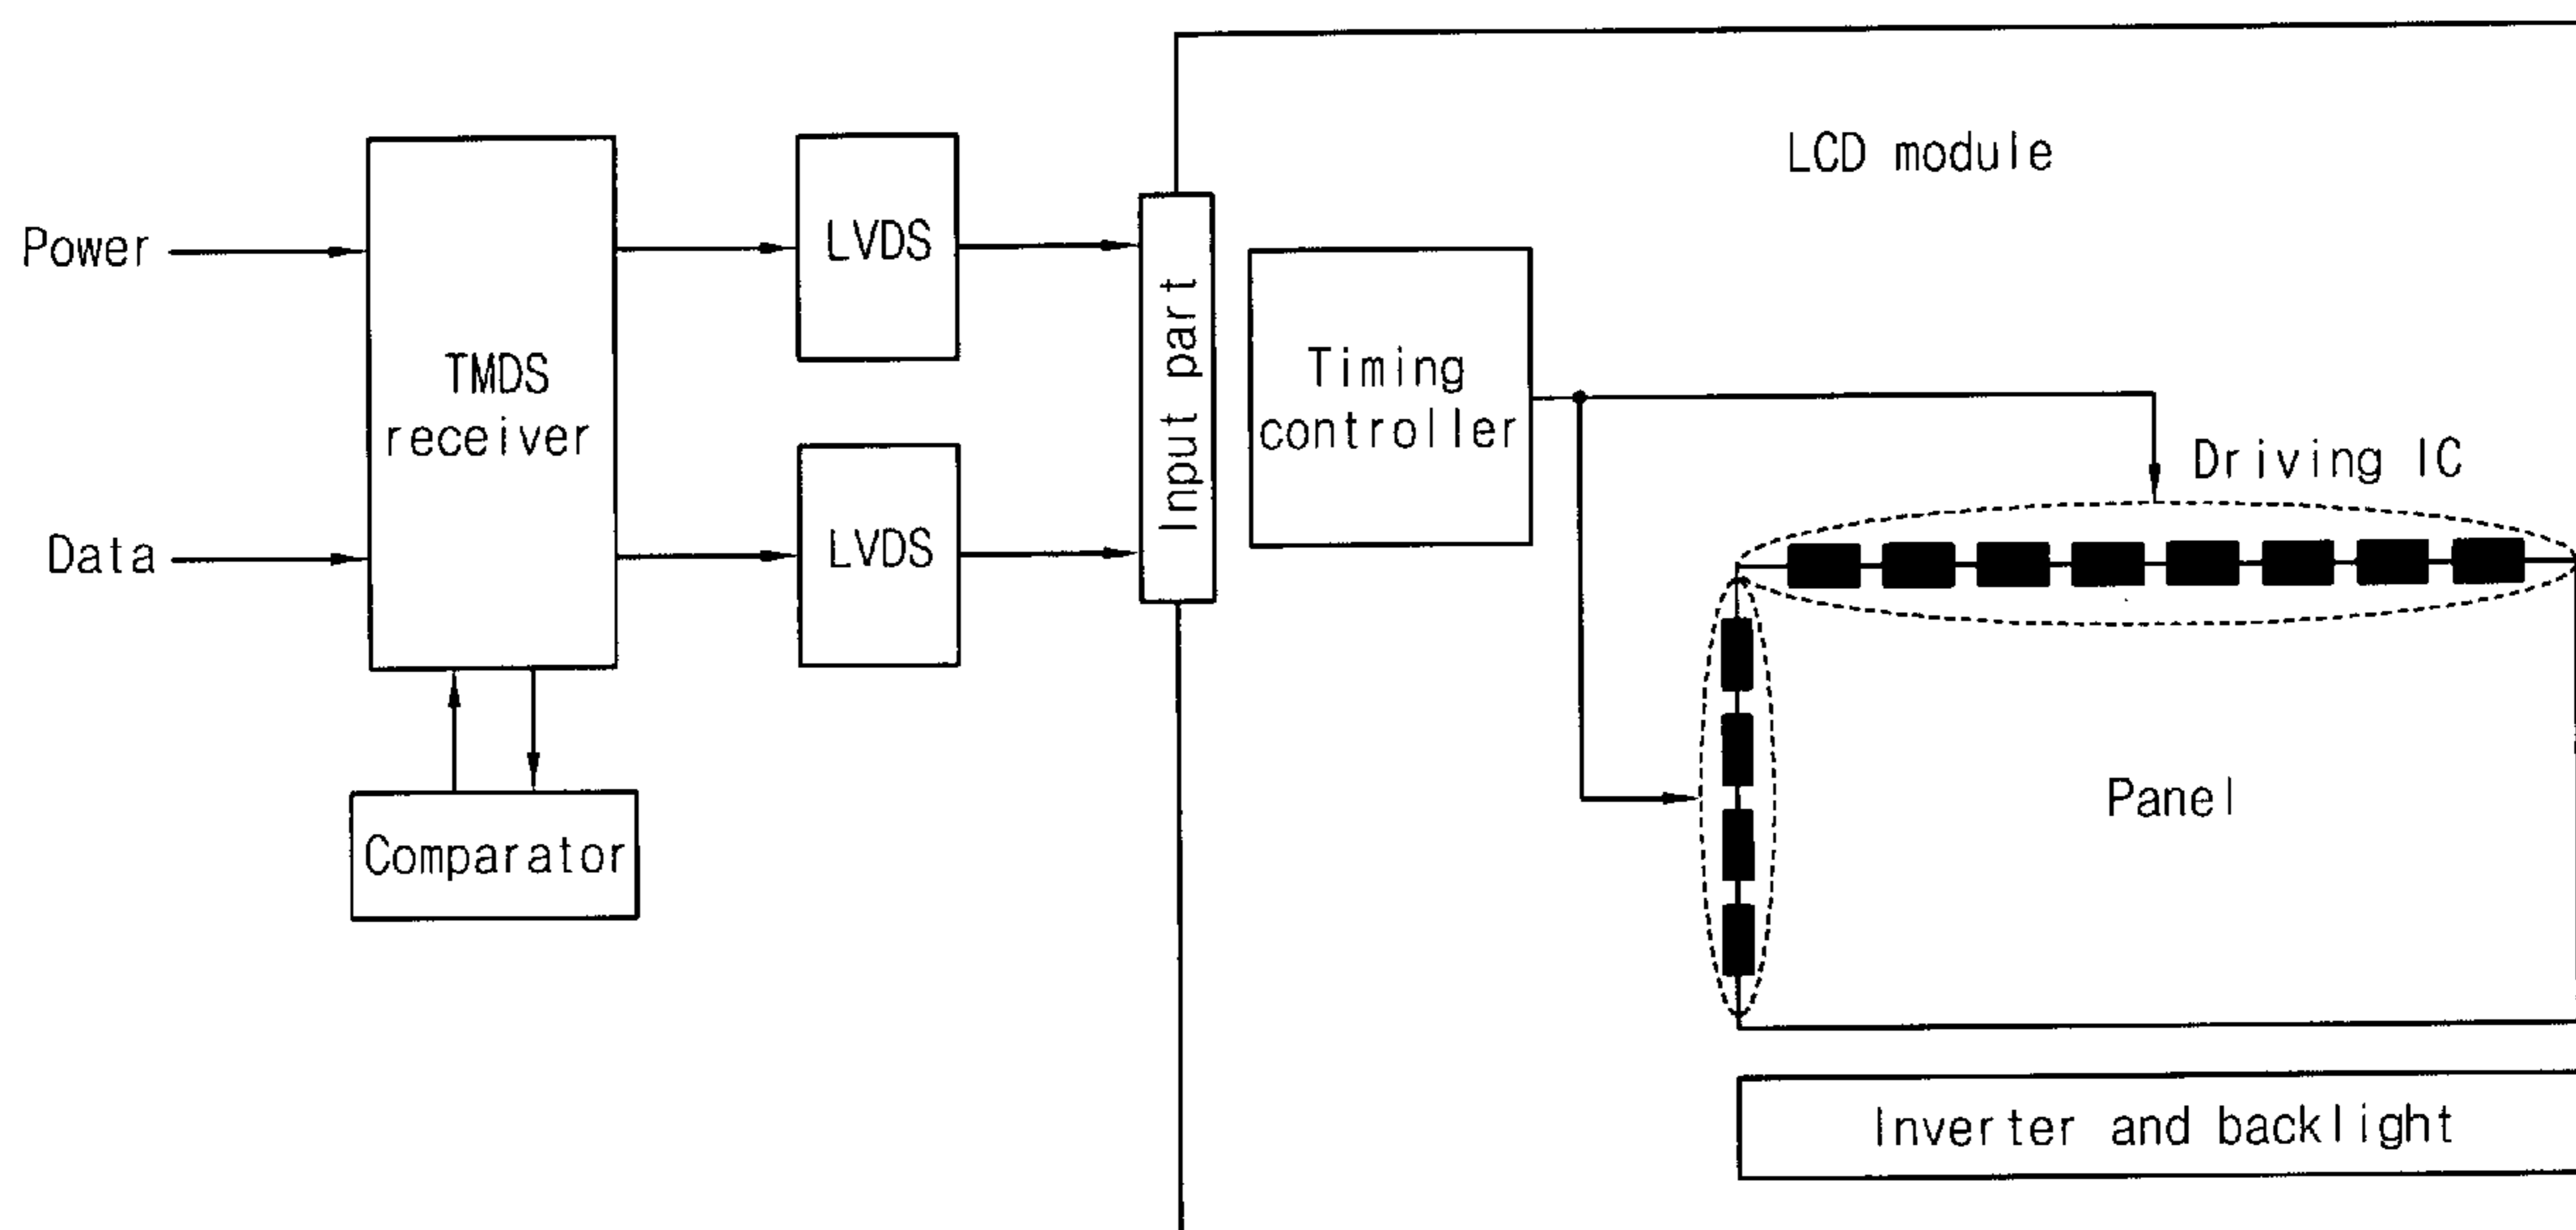 LCD module
Power
LVDS
Input part
TMDS
receiver
Timing
controller
Driving IC
Data
LVDS
Panel
Comparator
Inverter and backlight